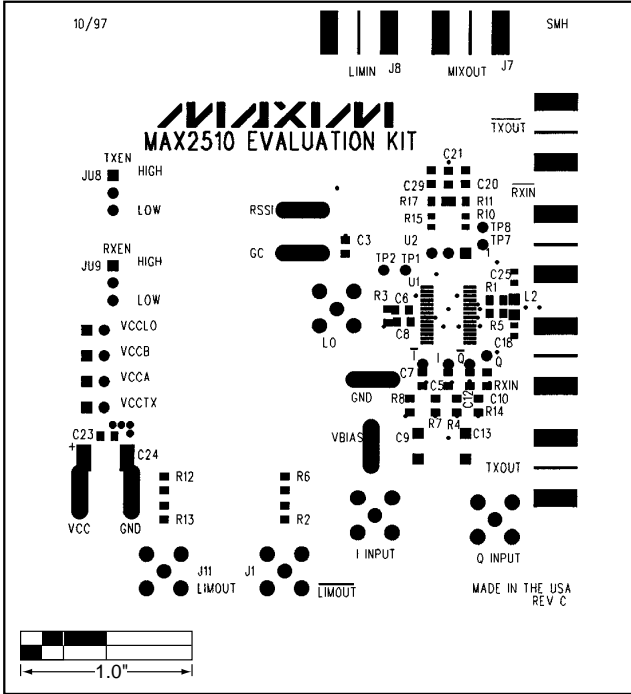 10/97
SMH
LIMIN
J8
MIXOUT
J7
MAXIM
MAX2510 EVALUATION KIT
TXOUT
TXEN
JU8
HIGH
LOW
C21
C29
C20
RXIN
R17
R11
RSSI
R15
R10
TP8
U2
TP7
RXEN
JU9
HIGH
LOW
GC
C3
1
TP2
TP1
C25
U1
R1
L2
R3
C6
C8
R5
LO
C18
VCCLO
VCCB
VCCA
VCCTX
I
I
Q
Q
C7
C5
C12
RXIN
GND
R8
C10
R14
R7
R4
C23
+
C24
VBIAS
C9
C13
R12
R6
TXOUT
VCC
GND
R13
R2
I INPUT
Q INPUT
J11
LIMOUT
J1
LIMOUT
MADE IN THE USA
REV C
1.0"